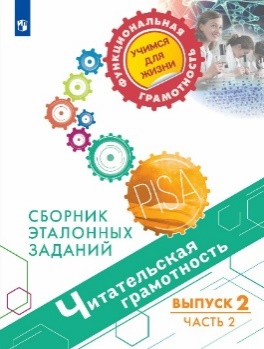 ФУНКЦИОНАЛЬНАЯ
УЧИМСЯ ДЛЯ
ЖИЗНИ
ГРАМОТНОСТЬ
PISA
СБОРНИК
ЭТАЛОННЫХ
ЗАДАНИЙ
Читательская
грамотность
ВЫПУСК 2
ЧАСТЬ 2